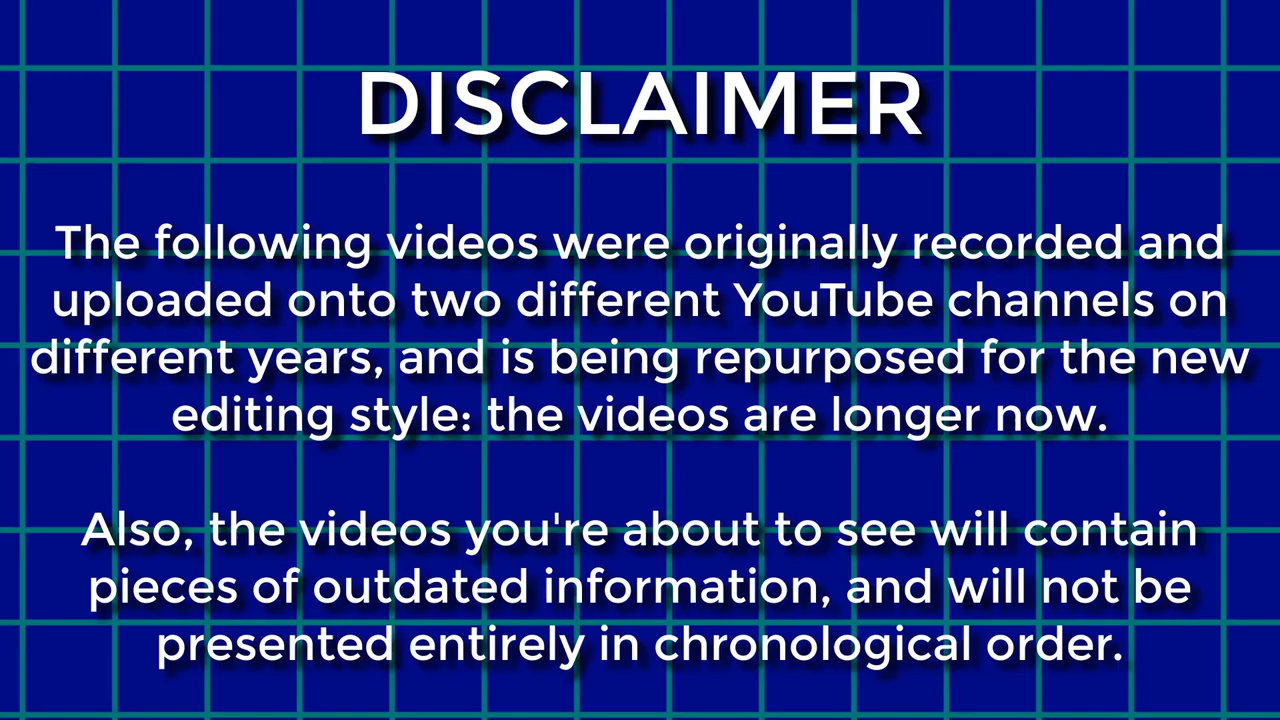 DISCLAIMER
The following videos were originally recorded and
uploaded onto two different YouTube channels on
different years, and is being repurposed for the new
editing style: the videos are longer now.
Also, the videos you're about to see will contain
pieces of outdated information, and will not be
presented entirely in chronological order.